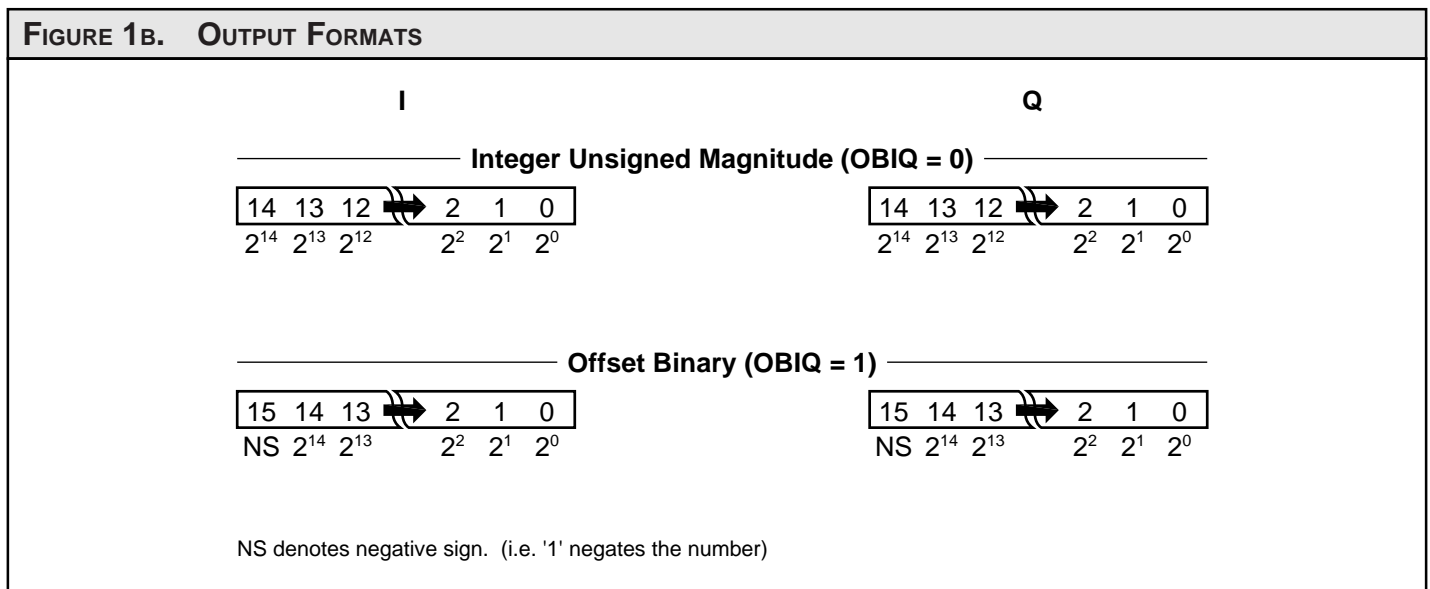 FIGURE 1B. OUTPUT FORMATS
I Q
Integer Unsigned Magnitude (OBIQ = 0)
14 13 12 2 1 0 14 13 12 2 1 0
2¹⁴ 2¹³ 2¹² 2² 2¹ 2⁰ 2¹⁴ 2¹³ 2¹² 2² 2¹ 2⁰
Offset Binary (OBIQ = 1)
15 14 13 2 1 0 15 14 13 2 1 0
NS 2¹⁴ 2¹³ 2² 2¹ 2⁰ NS 2¹⁴ 2¹³ 2² 2¹ 2⁰
NS denotes negative sign. (i.e. '1' negates the number)